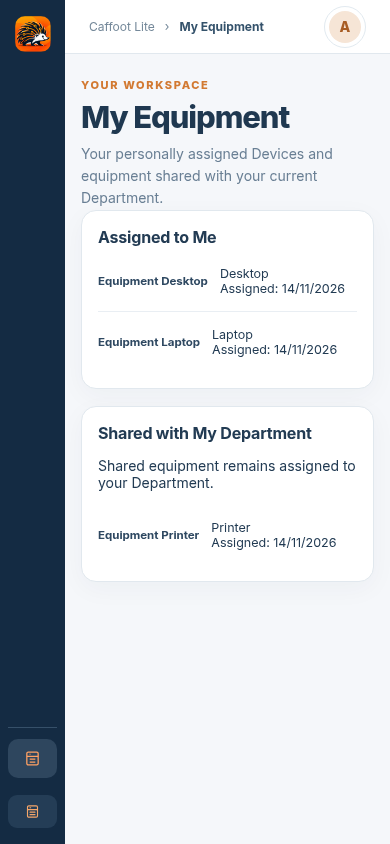 Caffoot Lite › My Equipment
A
YOUR WORKSPACE
My Equipment
Your personally assigned Devices and
equipment shared with your current
Department.
Assigned to Me
Equipment Desktop
Desktop
Assigned: 14/11/2026
Equipment Laptop
Laptop
Assigned: 14/11/2026
Shared with My Department
Shared equipment remains assigned to
your Department.
Equipment Printer
Printer
Assigned: 14/11/2026